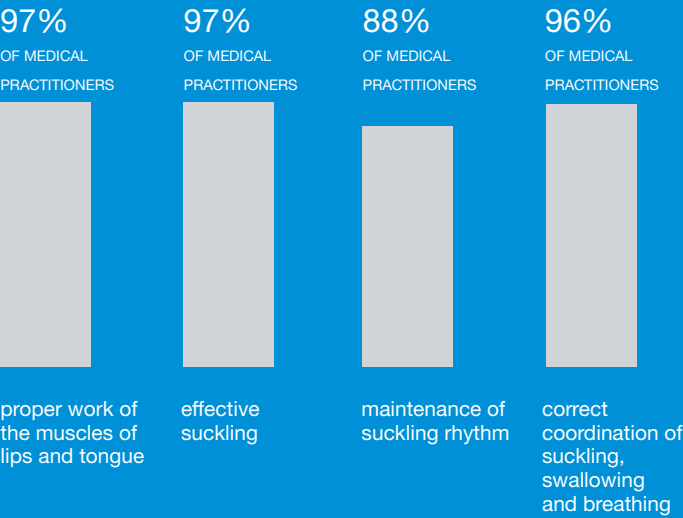 97%
OF MEDICAL
PRACTITIONERS
97%
OF MEDICAL
PRACTITIONERS
88%
OF MEDICAL
PRACTITIONERS
96%
OF MEDICAL
PRACTITIONERS
proper work of
the muscles of
lips and tongue
effective
suckling
maintenance of
suckling rhythm
correct
coordination of
suckling,
swallowing
and breathing